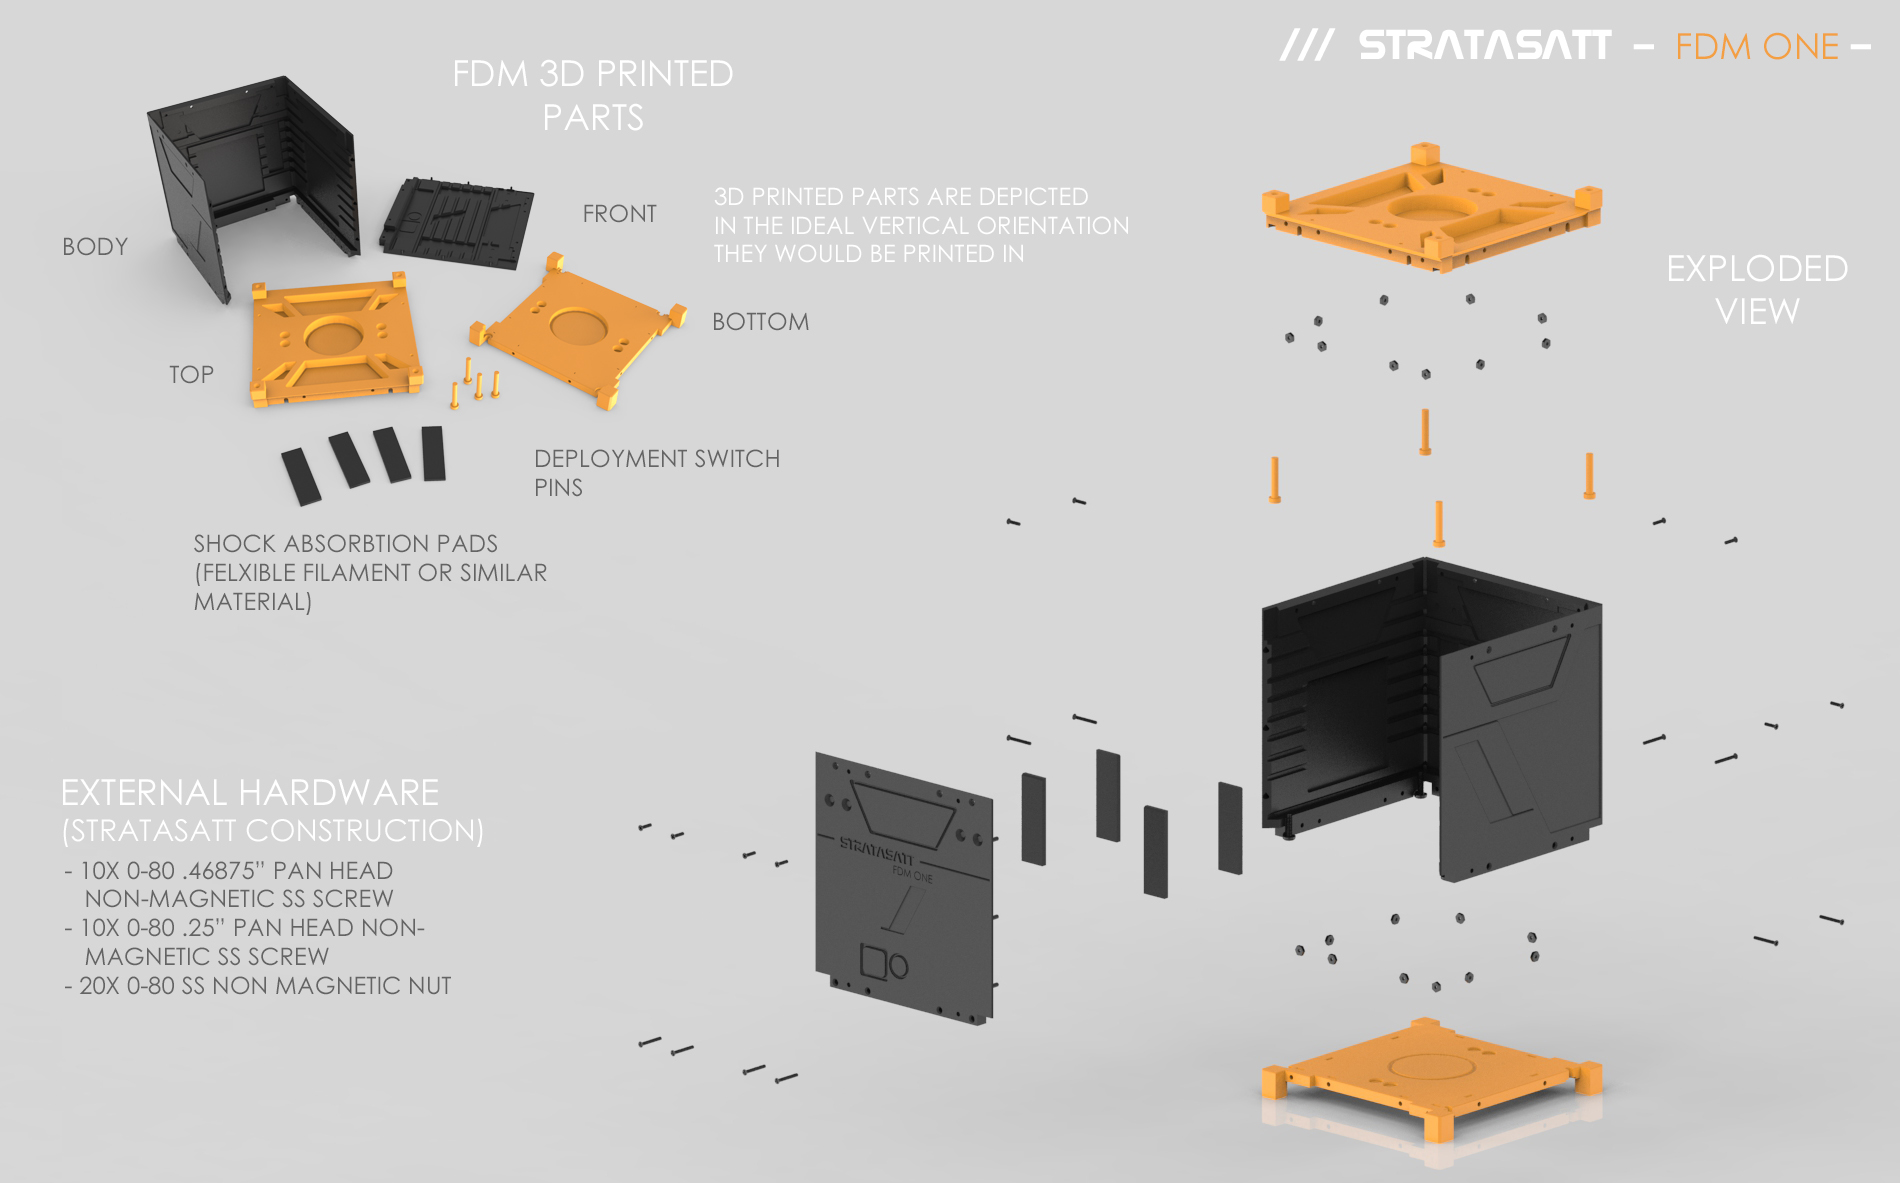 /// STRATASATT – FDM ONE –
FDM 3D PRINTED
PARTS
BODY
FRONT
3D PRINTED PARTS ARE DEPICTED
IN THE IDEAL VERTICAL ORIENTATION
THEY WOULD BE PRINTED IN
EXPLODED
VIEW
BOTTOM
TOP
DEPLOYMENT SWITCH
PINS
SHOCK ABSORBTION PADS
(FELXIBLE FILAMENT OR SIMILAR
MATERIAL)
EXTERNAL HARDWARE
(STRATASATT CONSTRUCTION)
- 10X 0-80 .46875” PAN HEAD
NON-MAGNETIC SS SCREW
- 10X 0-80 .25” PAN HEAD NON-
MAGNETIC SS SCREW
- 20X 0-80 SS NON MAGNETIC NUT
STRATASATT
FDM ONE